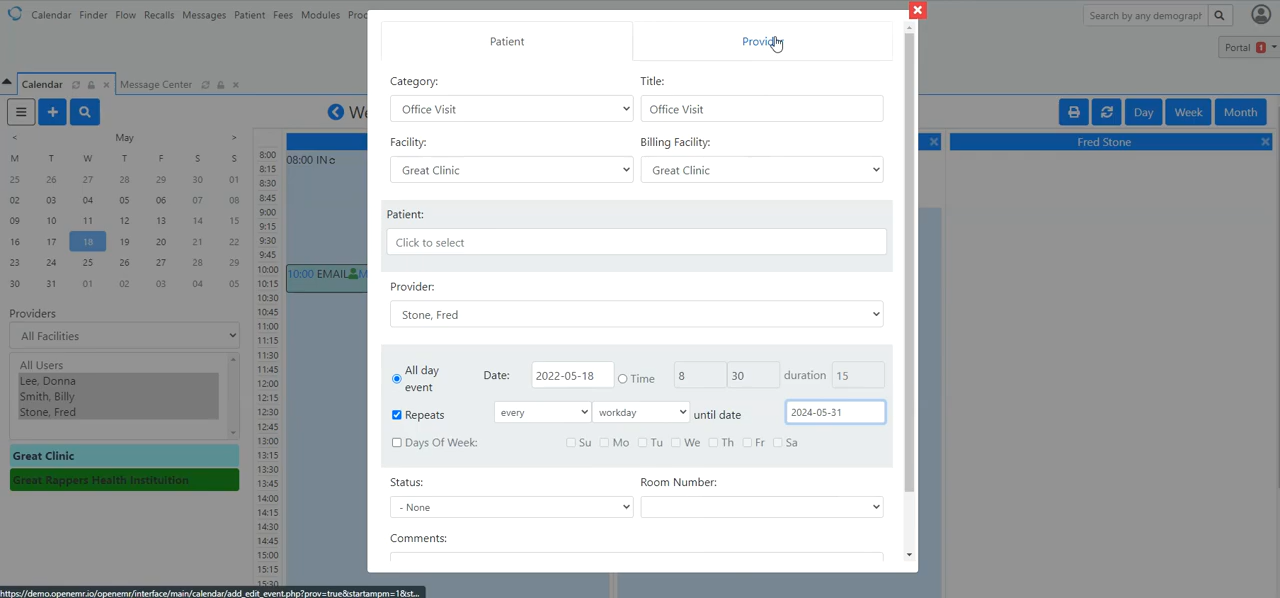 Calendar Finder Flow Recalls Messages Patient Fees Modules Proc
Search by any demograph
Portal 1
Calendar
Message Center
We
Day Week Month
< May >
M T W T F S S
25 26 27 28 29 30 01
02 03 04 05 06 07 08
09 10 11 12 13 14 15
16 17 18 19 20 21 22
23 24 25 26 27 28 29
30 31 01 02 03 04 05
Providers
All Facilities
All Users
Lee, Donna
Smith, Billy
Stone, Fred
Great Clinic
Great Rappers Health Instituition
8:00
8:15
8:30
8:45
9:00
9:15
9:30
9:45
10:00
10:15
10:30
10:45
11:00
11:15
11:30
11:45
12:00
12:15
12:30
12:45
13:00
13:15
13:30
13:45
14:00
14:15
14:30
14:45
15:00
15:15
15:30
08:00 IN
10:00 EMAIL M
Fred Stone
Patient
Provider
Category:
Title:
Office Visit
Office Visit
Facility:
Billing Facility:
Great Clinic
Great Clinic
Patient:
Click to select
Provider:
Stone, Fred
All day event
Date: 2022-05-18 Time 8 30 duration 15
Repeats every workday until date 2024-05-31
Days Of Week: Su Mo Tu We Th Fr Sa
Status:
Room Number:
- None
Comments:
https://demo.openemr.io/openemr/interface/main/calendar/add_edit_event.php?prov=true&startampm=1&st...